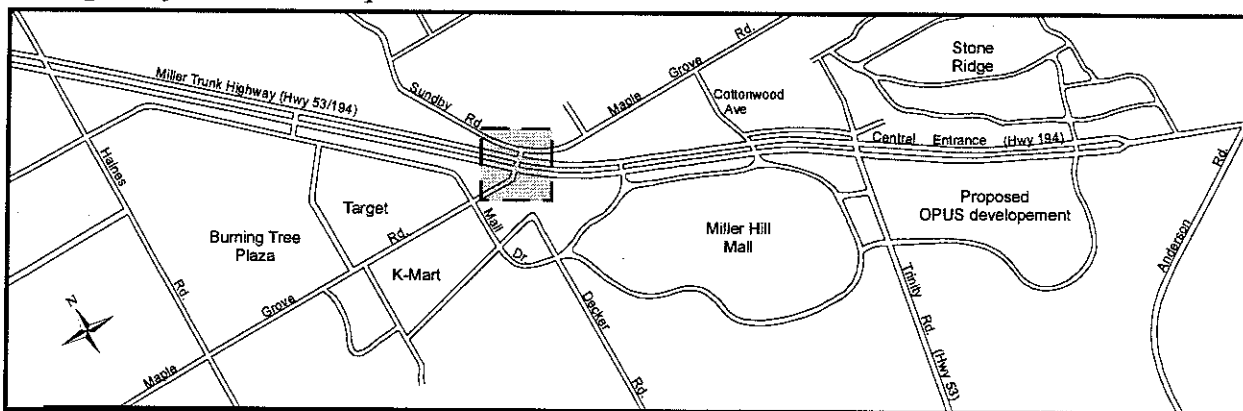 Miller Trunk Highway (Hwy 53/194)
Sundby Rd.
Maple Grove Rd.
Cottonwood
Ave
Stone
Ridge
Central Entrance (Hwy 194)
Haines Rd.
Target
Burning Tree
Plaza
K-Mart
Mall Dr.
Miller Hill
Mall
Proposed
OPUS developement
Anderson Rd.
Trinity Rd. (Hwy 53)
Decker Rd.
Maple Grove Rd.
N